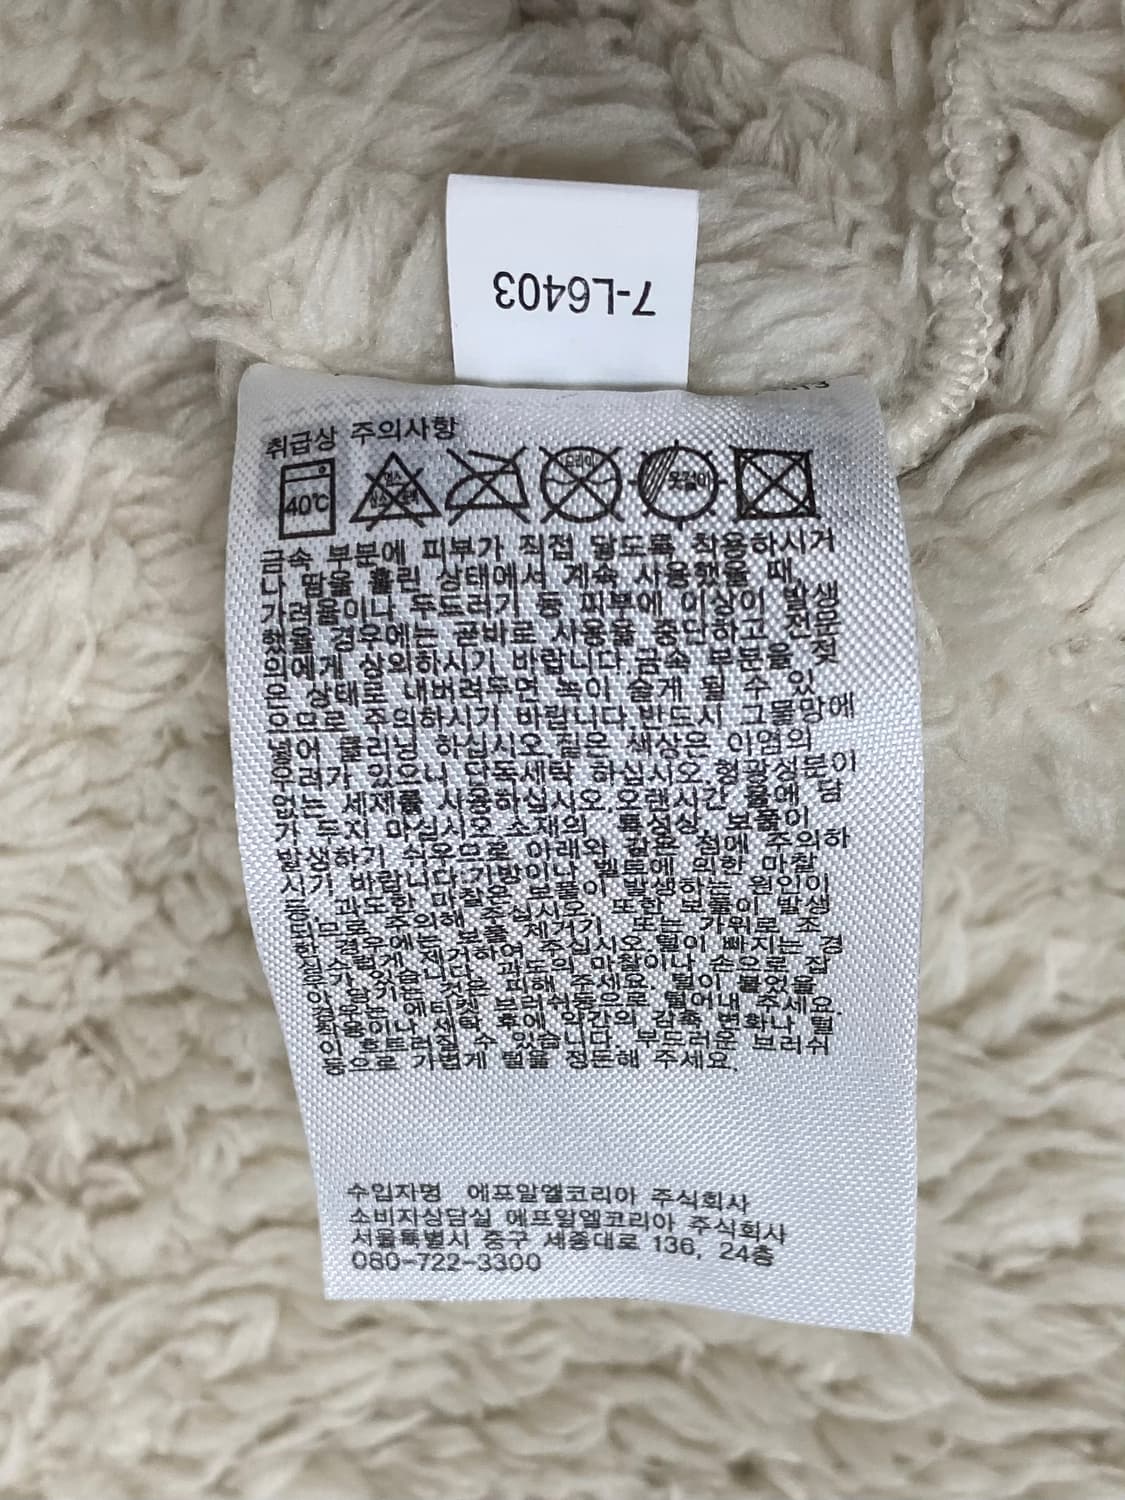 7-L6403
취급상 주의사항
40℃ 드라이 옷걸이
금속 부분에 피부가 직접 닿도록 착용하시거
나 땀을 흘린 상태에서 계속 사용했을 때,
가려움이나 두드러기 등 피부에 이상이 발생
했을 경우에는 곧바로 사용을 중단하고 전문
의에게 상의하시기 바랍니다.금속 부분을 젖
은 상태로 내버려두면 녹이 슬게 될 수 있
으므로 주의하시기 바랍니다.반드시 그물망에
넣어 클리닝 하십시오.짙은 색상은 이염의
우려가 있으니 단독세탁 하십시오.형광성분이
없는 세제를 사용하십시오.오랜시간 물에 담
가 두지 마십시오.소재의 특성상 보풀이
발생하기 쉬우므로 아래와 같은 점에 주의하
시기 바랍니다:가방이나 벨트에 의한 마찰
등 과도한 마찰은 보풀이 발생하는 원인이
되므로 주의해 주십시오. 또한 보풀이 발생
한 경우에는 보풀 제거기 또는 가위로 조
심스럽게 제거하여 주십시오.털이 빠지는 경
우가 있습니다. 과도의 마찰이나 손으로 잡
아 당기는 것은 피해 주세요. 털이 붙었을
경우는 에티켓 브러쉬등으로 털어내 주세요.
사용이나 세탁 후에 약간의 감촉 변화나 털
이 흐트러질 수 있습니다. 부드러운 브러쉬
등으로 가볍게 털을 정돈해 주세요.
수입자명 에프알엘코리아 주식회사
소비자상담실 에프알엘코리아 주식회사
서울특별시 중구 세종대로 136, 24층
080-722-3300